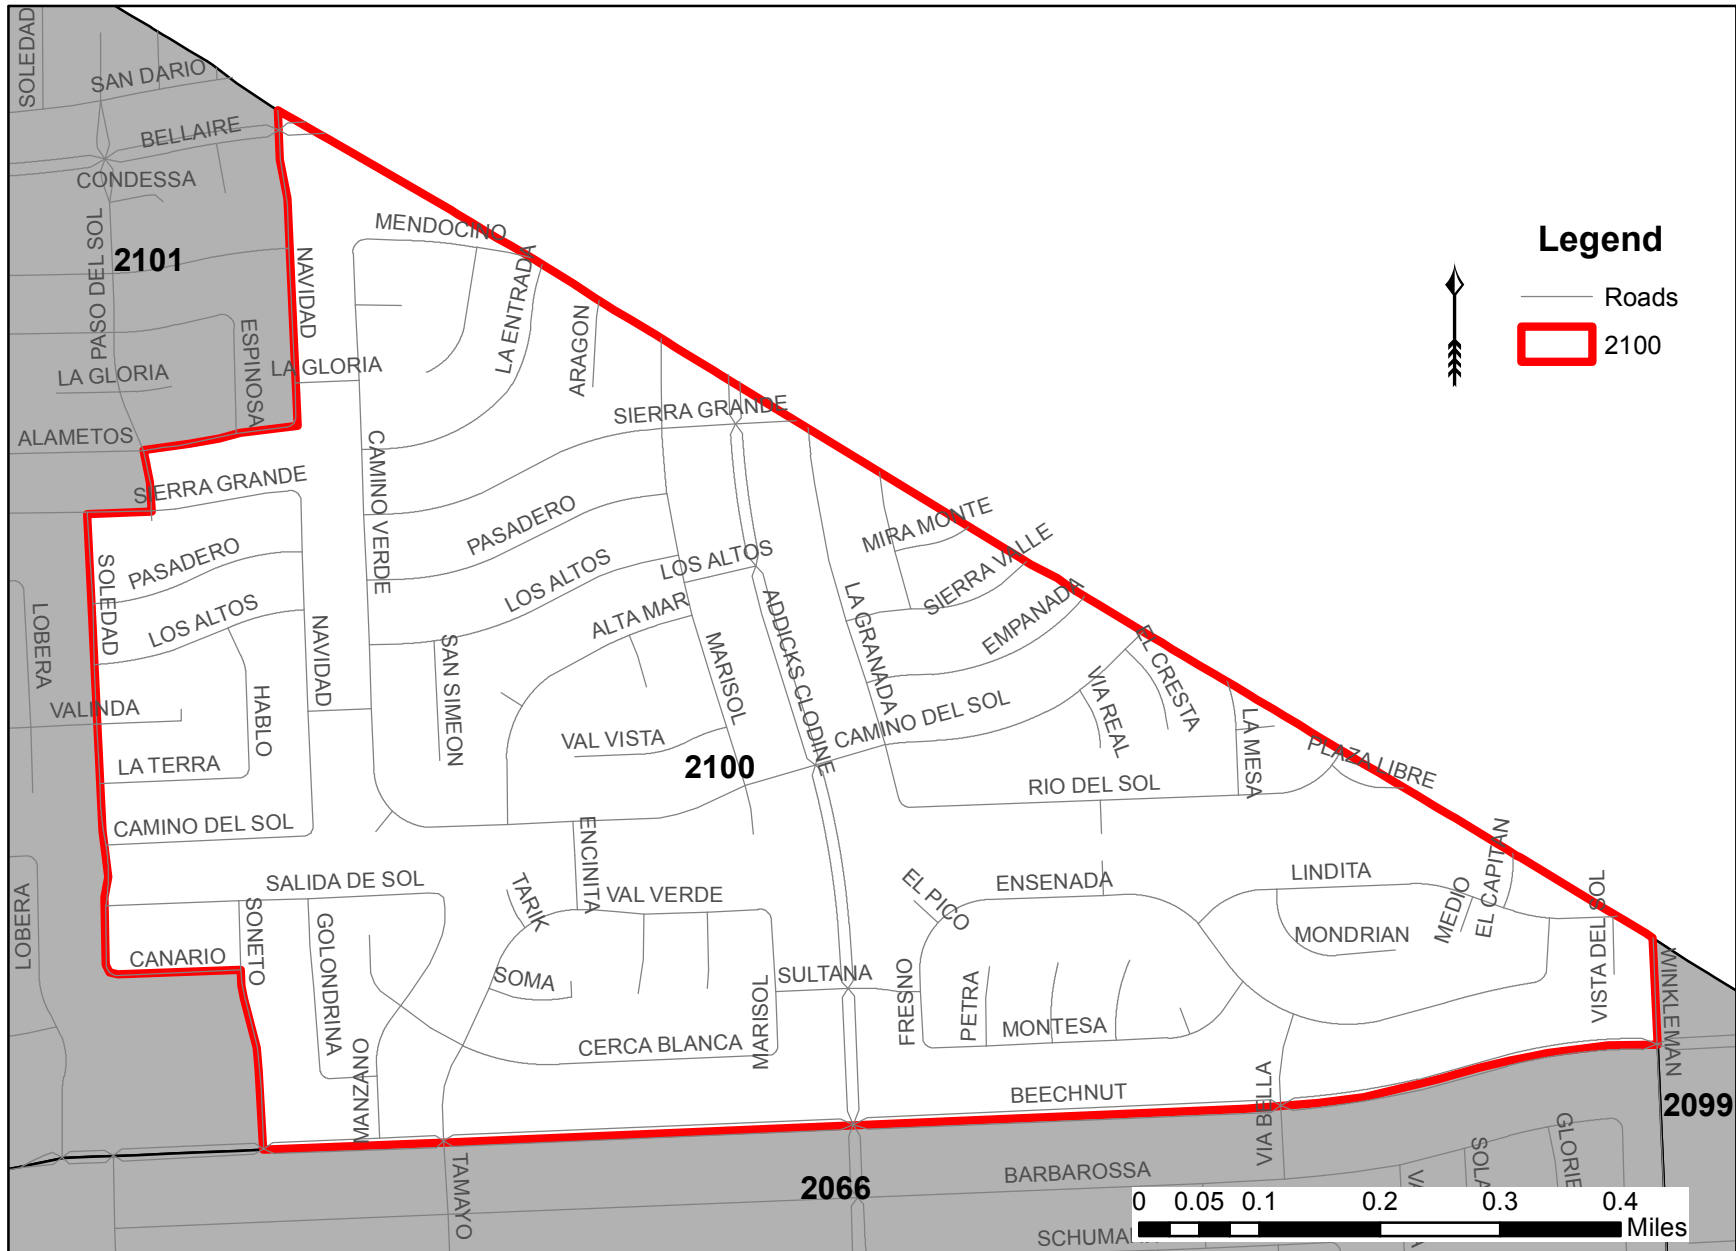 SOLEDAD
SAN DARIO
BELLAIRE
CONDESSA
PASO DEL SOL
2101
NAVIDAD
MENDOCINO
LA ENTRADA
ARAGON
Legend
Roads
2100
ESPINOSA
LA GLORIA
LA GLORIA
ALAMETOS
SIERRA GRANDE
SIERRA GRANDE
CAMINO VERDE
PASADERO
PASADERO
LOS ALTOS
LOS ALTOS
LOS ALTOS
MIRA MONTE
SIERRA VALLE
EMPANADA
SOLEDAD
LOBERA
NAVIDAD
HABLO
VALINDA
LA TERRA
SAN SIMEON
ALTA MAR
MARISOL
ADDICKS CLODINE
LA GRANADA
CAMINO DEL SOL
VAL VISTA
2100
VIA REAL
EL CRESTA
LA MESA
PLAZA LIBRE
RIO DEL SOL
CAMINO DEL SOL
ENCINITA
SALIDA DE SOL
TARIK
VAL VERDE
EL PICO
ENSENADA
LINDITA
MEDIO
EL CAPITAN
VISTA DEL SOL
MONDRIAN
LOBERA
CANARIO
SONETO
GOLONDRINA
SOMA
SULTANA
MARISOL
FRESNO
PETRA
MONTESA
CERCA BLANCA
MANZANO
WINKLEMAN
BEECHNUT
VIA BELLA
2099
TAMAYO
2066
BARBAROSSA
SOLA
GLORIE
VA
SCHUMA
0 0.05 0.1 0.2 0.3 0.4
Miles